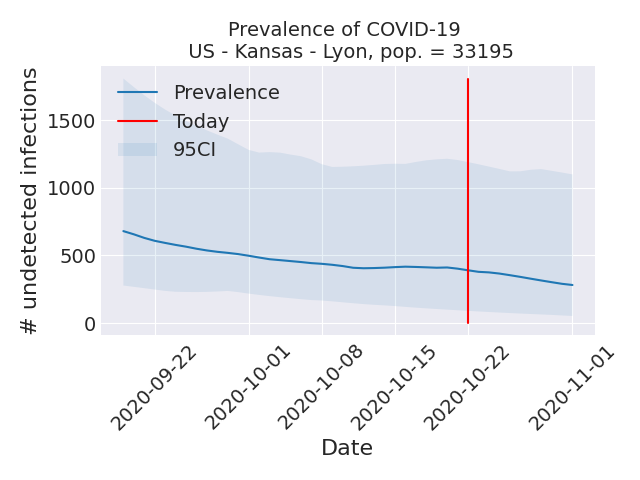 Prevalence of COVID-19
US - Kansas - Lyon, pop. = 33195
# undetected infections
1500
1000
500
0
Prevalence
Today
95CI
2020-09-22
2020-10-01
2020-10-08
2020-10-15
2020-10-22
2020-11-01
Date